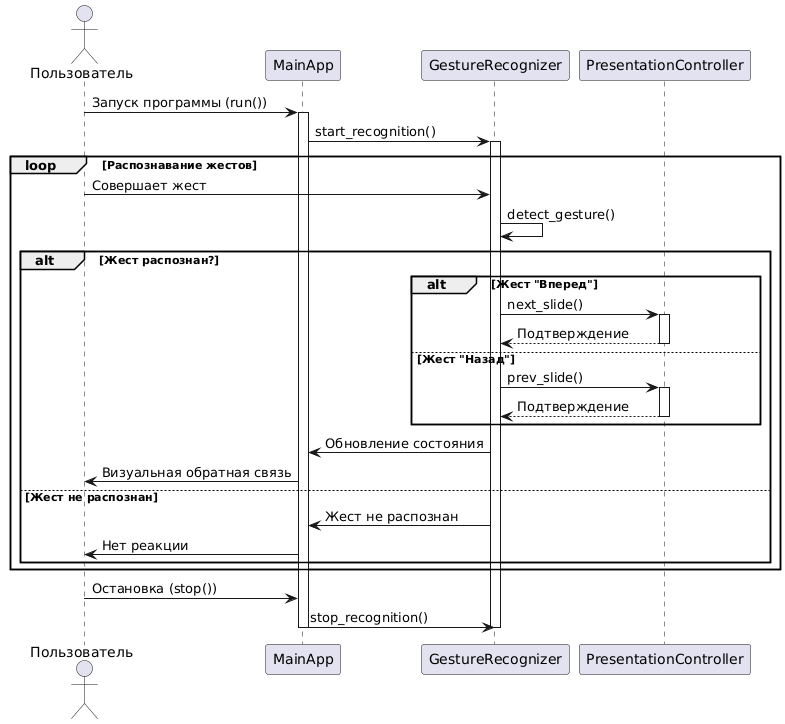 Пользователь
MainApp
GestureRecognizer
PresentationController
Запуск программы (run())
start_recognition()
loop
[Распознавание жестов]
Совершает жест
detect_gesture()
alt
[Жест распознан?]
alt
[Жест "Вперед"]
next_slide()
Подтверждение
[Жест "Назад"]
prev_slide()
Подтверждение
Обновление состояния
Визуальная обратная связь
[Жест не распознан]
Жест не распознан
Нет реакции
Остановка (stop())
stop_recognition()
Пользователь
MainApp
GestureRecognizer
PresentationController